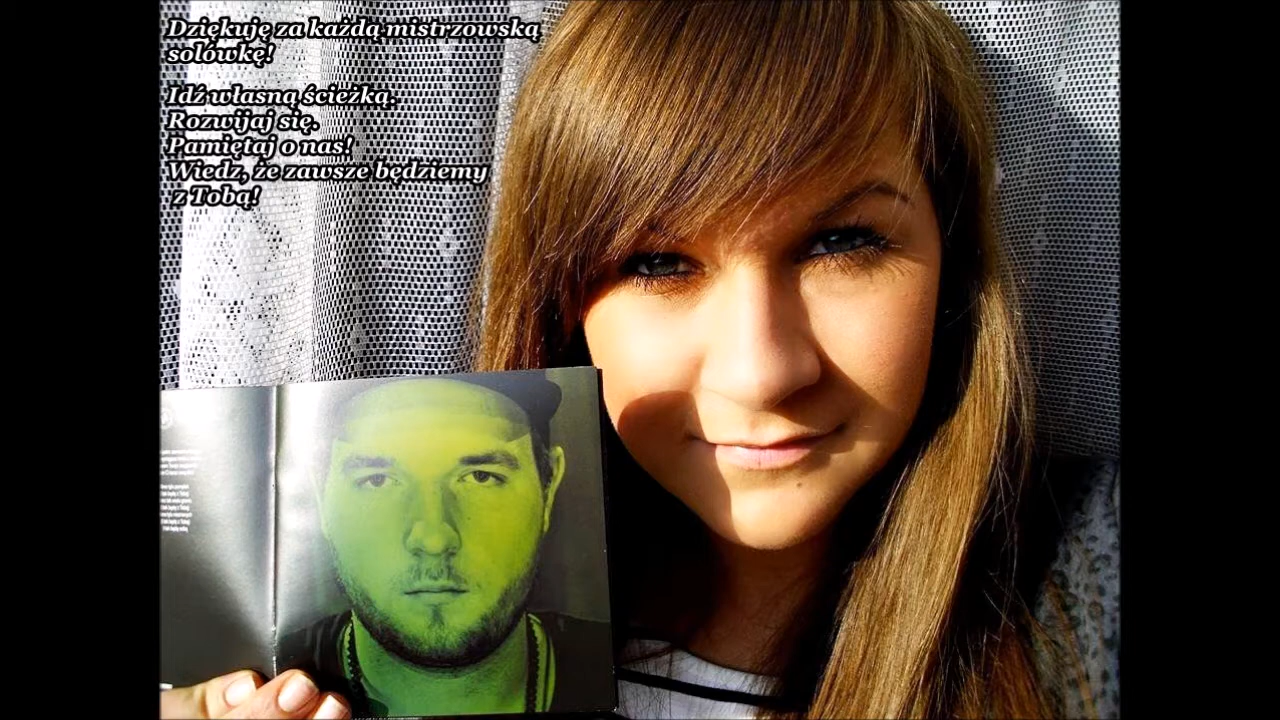 Dziękuję za każdą mistrzowską
solówkę!
Idź własną ścieżką.
Rozwijaj się.
Pamiętaj o nas!
Wiedz, że zawsze będziemy
z Tobą!